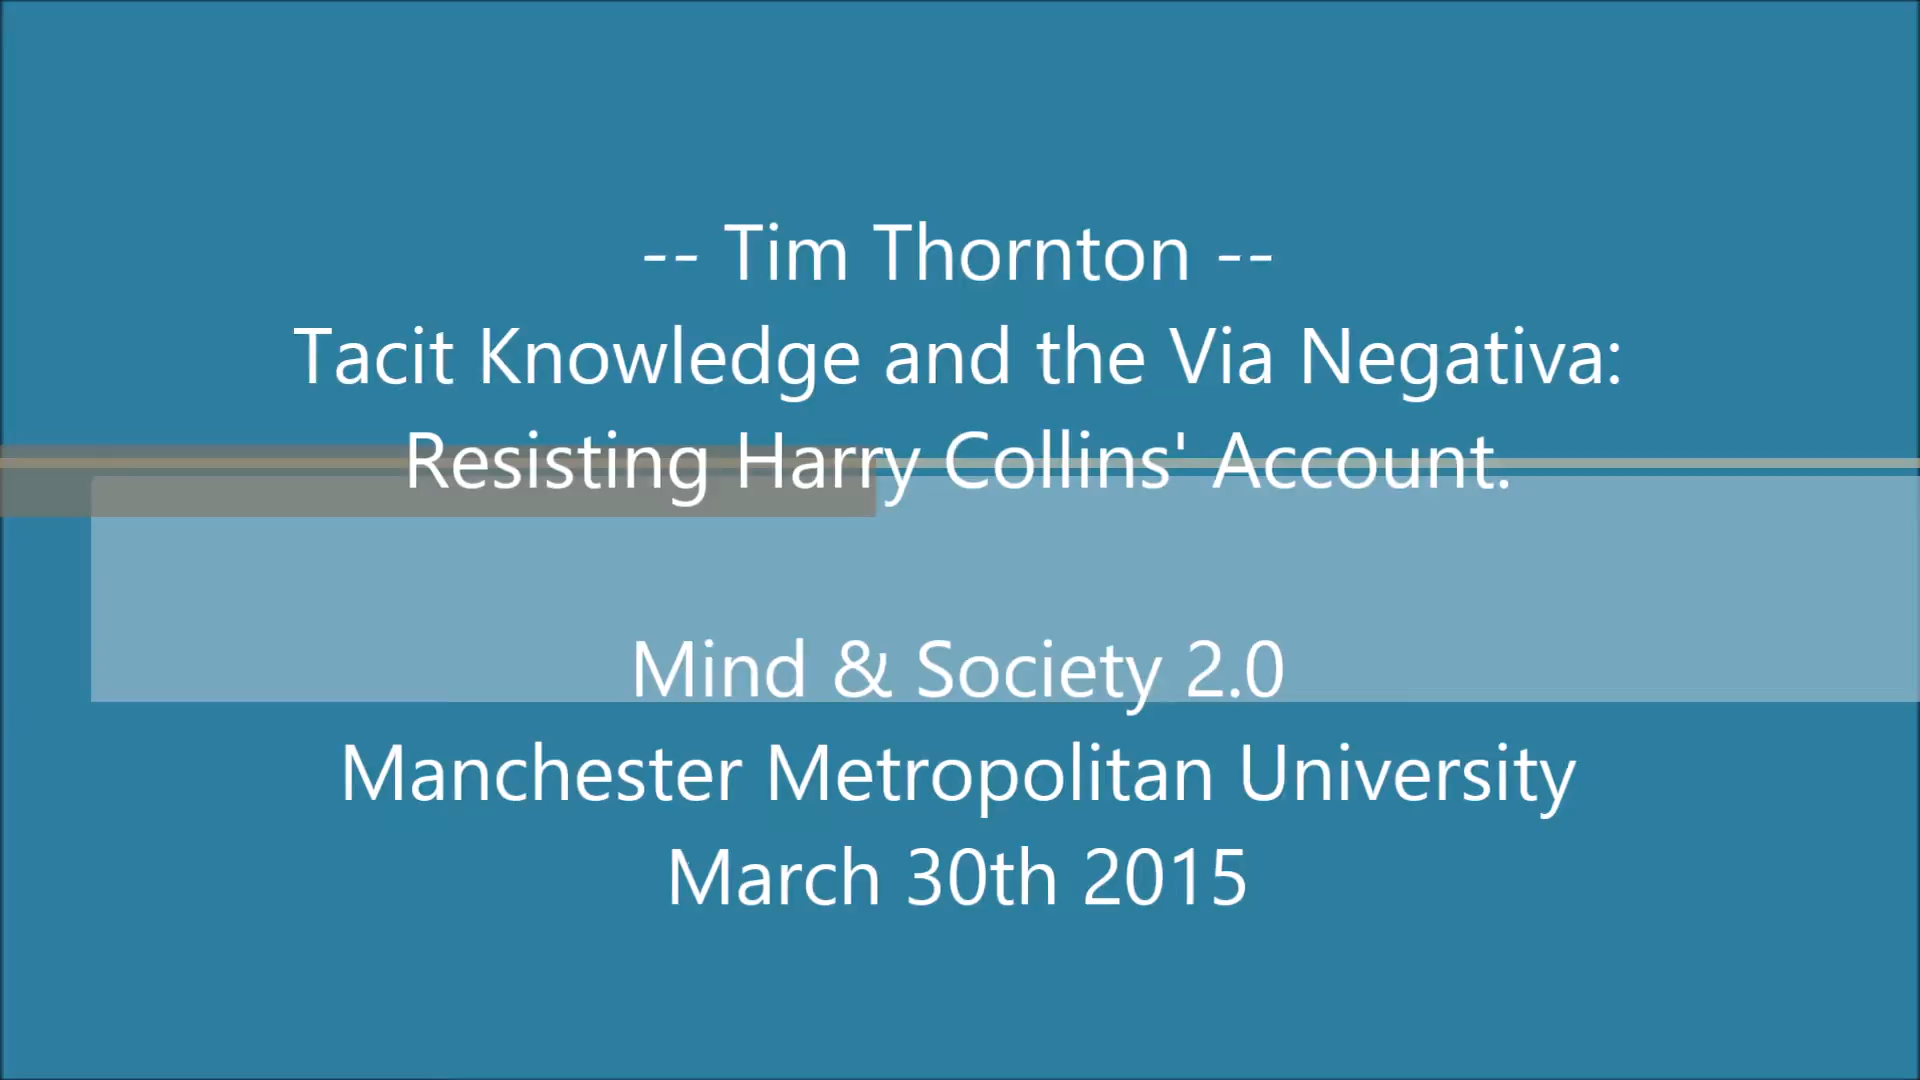 -- Tim Thornton --
Tacit Knowledge and the Via Negativa:
Resisting Harry Collins' Account.
Mind & Society 2.0
Manchester Metropolitan University
March 30th 2015